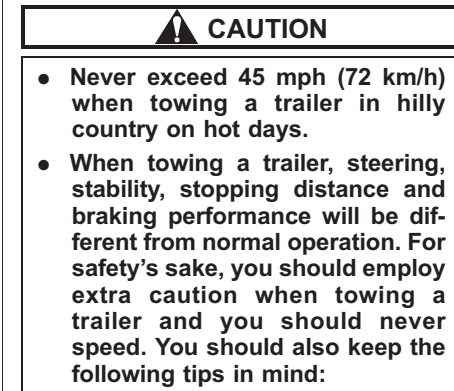 CAUTION
● Never exceed 45 mph (72 km/h)
when towing a trailer in hilly
country on hot days.
● When towing a trailer, steering,
stability, stopping distance and
braking performance will be dif-
ferent from normal operation. For
safety's sake, you should employ
extra caution when towing a
trailer and you should never
speed. You should also keep the
following tips in mind: